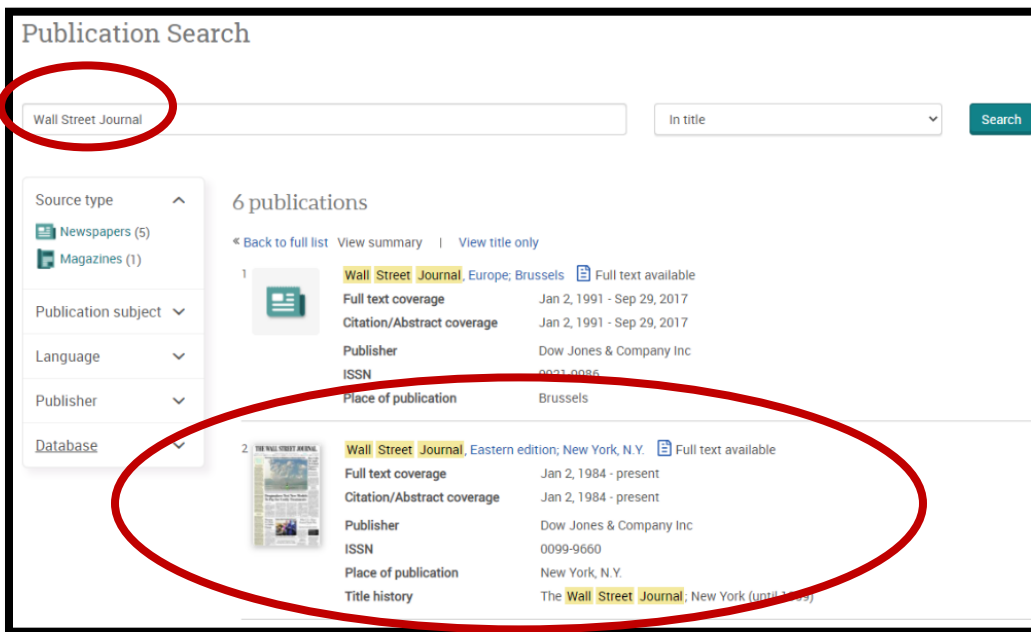 Publication Search
Wall Street Journal
In title
Search
Source type
Newspapers (5)
Magazines (1)
Publication subject
Language
Publisher
Database
6 publications
« Back to full list View summary | View title only
1
Wall Street Journal, Europe; Brussels Full text available
Full text coverage Jan 2, 1991 - Sep 29, 2017
Citation/Abstract coverage Jan 2, 1991 - Sep 29, 2017
Publisher Dow Jones & Company Inc
ISSN 0921-9986
Place of publication Brussels
2
THE WALL STREET JOURNAL
Wall Street Journal, Eastern edition; New York, N.Y. Full text available
Full text coverage Jan 2, 1984 - present
Citation/Abstract coverage Jan 2, 1984 - present
Publisher Dow Jones & Company Inc
ISSN 0099-9660
Place of publication New York, N.Y.
Title history The Wall Street Journal; New York (until 1959)